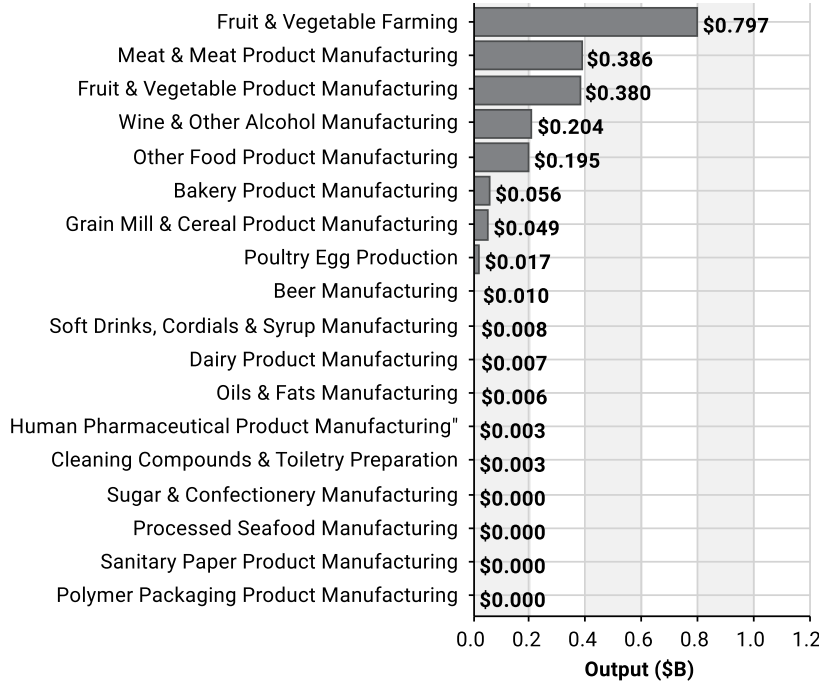 Fruit & Vegetable Farming $0.797
Meat & Meat Product Manufacturing $0.386
Fruit & Vegetable Product Manufacturing $0.380
Wine & Other Alcohol Manufacturing $0.204
Other Food Product Manufacturing $0.195
Bakery Product Manufacturing $0.056
Grain Mill & Cereal Product Manufacturing $0.049
Poultry Egg Production $0.017
Beer Manufacturing $0.010
Soft Drinks, Cordials & Syrup Manufacturing $0.008
Dairy Product Manufacturing $0.007
Oils & Fats Manufacturing $0.006
Human Pharmaceutical Product Manufacturing" $0.003
Cleaning Compounds & Toiletry Preparation $0.003
Sugar & Confectionery Manufacturing $0.000
Processed Seafood Manufacturing $0.000
Sanitary Paper Product Manufacturing $0.000
Polymer Packaging Product Manufacturing $0.000
0.0 0.2 0.4 0.6 0.8 1.0 1.2
Output ($B)